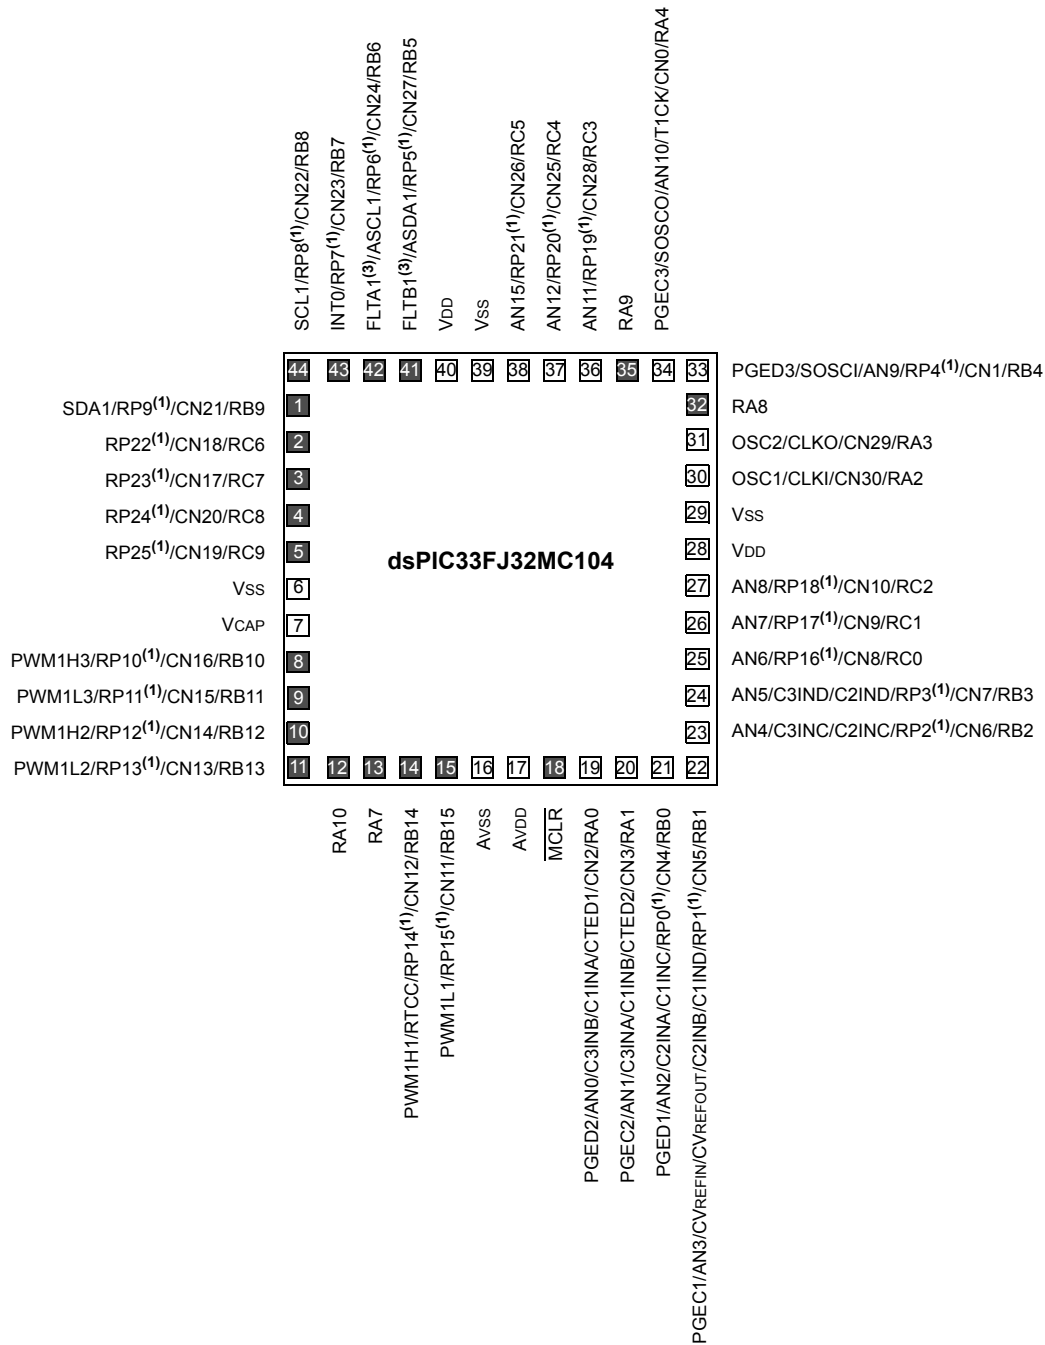 SCL1/RP8(1)/CN22/RB8
INT0/RP7(1)/CN23/RB7
FLTA1(3)/ASCL1/RP6(1)/CN24/RB6
FLTB1(3)/ASDA1/RP5(1)/CN27/RB5
VDD
VSS
AN15/RP21(1)/CN26/RC5
AN12/RP20(1)/CN25/RC4
AN11/RP19(1)/CN28/RC3
RA9
PGEC3/SOSCO/AN10/T1CK/CN0/RA4
44 43 42 41 40 39 38 37 36 35 34 33 PGED3/SOSCI/AN9/RP4(1)/CN1/RB4
SDA1/RP9(1)/CN21/RB9 1 32 RA8
RP22(1)/CN18/RC6 2 31 OSC2/CLKO/CN29/RA3
RP23(1)/CN17/RC7 3 30 OSC1/CLKI/CN30/RA2
RP24(1)/CN20/RC8 4 29 VSS
RP25(1)/CN19/RC9 5 28 VDD
dsPIC33FJ32MC104
VSS 6 27 AN8/RP18(1)/CN10/RC2
VCAP 7 26 AN7/RP17(1)/CN9/RC1
PWM1H3/RP10(1)/CN16/RB10 8 25 AN6/RP16(1)/CN8/RC0
PWM1L3/RP11(1)/CN15/RB11 9 24 AN5/C3IND/C2IND/RP3(1)/CN7/RB3
PWM1H2/RP12(1)/CN14/RB12 10 23 AN4/C3INC/C2INC/RP2(1)/CN6/RB2
PWM1L2/RP13(1)/CN13/RB13 11 12 13 14 15 16 17 18 19 20 21 22
RA10
RA7
PWM1H1/RTCC/RP14(1)/CN12/RB14
PWM1L1/RP15(1)/CN11/RB15
AVSS
AVDD
MCLR
PGED2/AN0/C3INB/C1INA/CTED1/CN2/RA0
PGEC2/AN1/C3INA/C1INB/CTED2/CN3/RA1
PGED1/AN2/C2INA/C1INC/RP0(1)/CN4/RB0
PGEC1/AN3/CVREFIN/CVREFOUT/C2INB/C1IND/RP1(1)/CN5/RB1